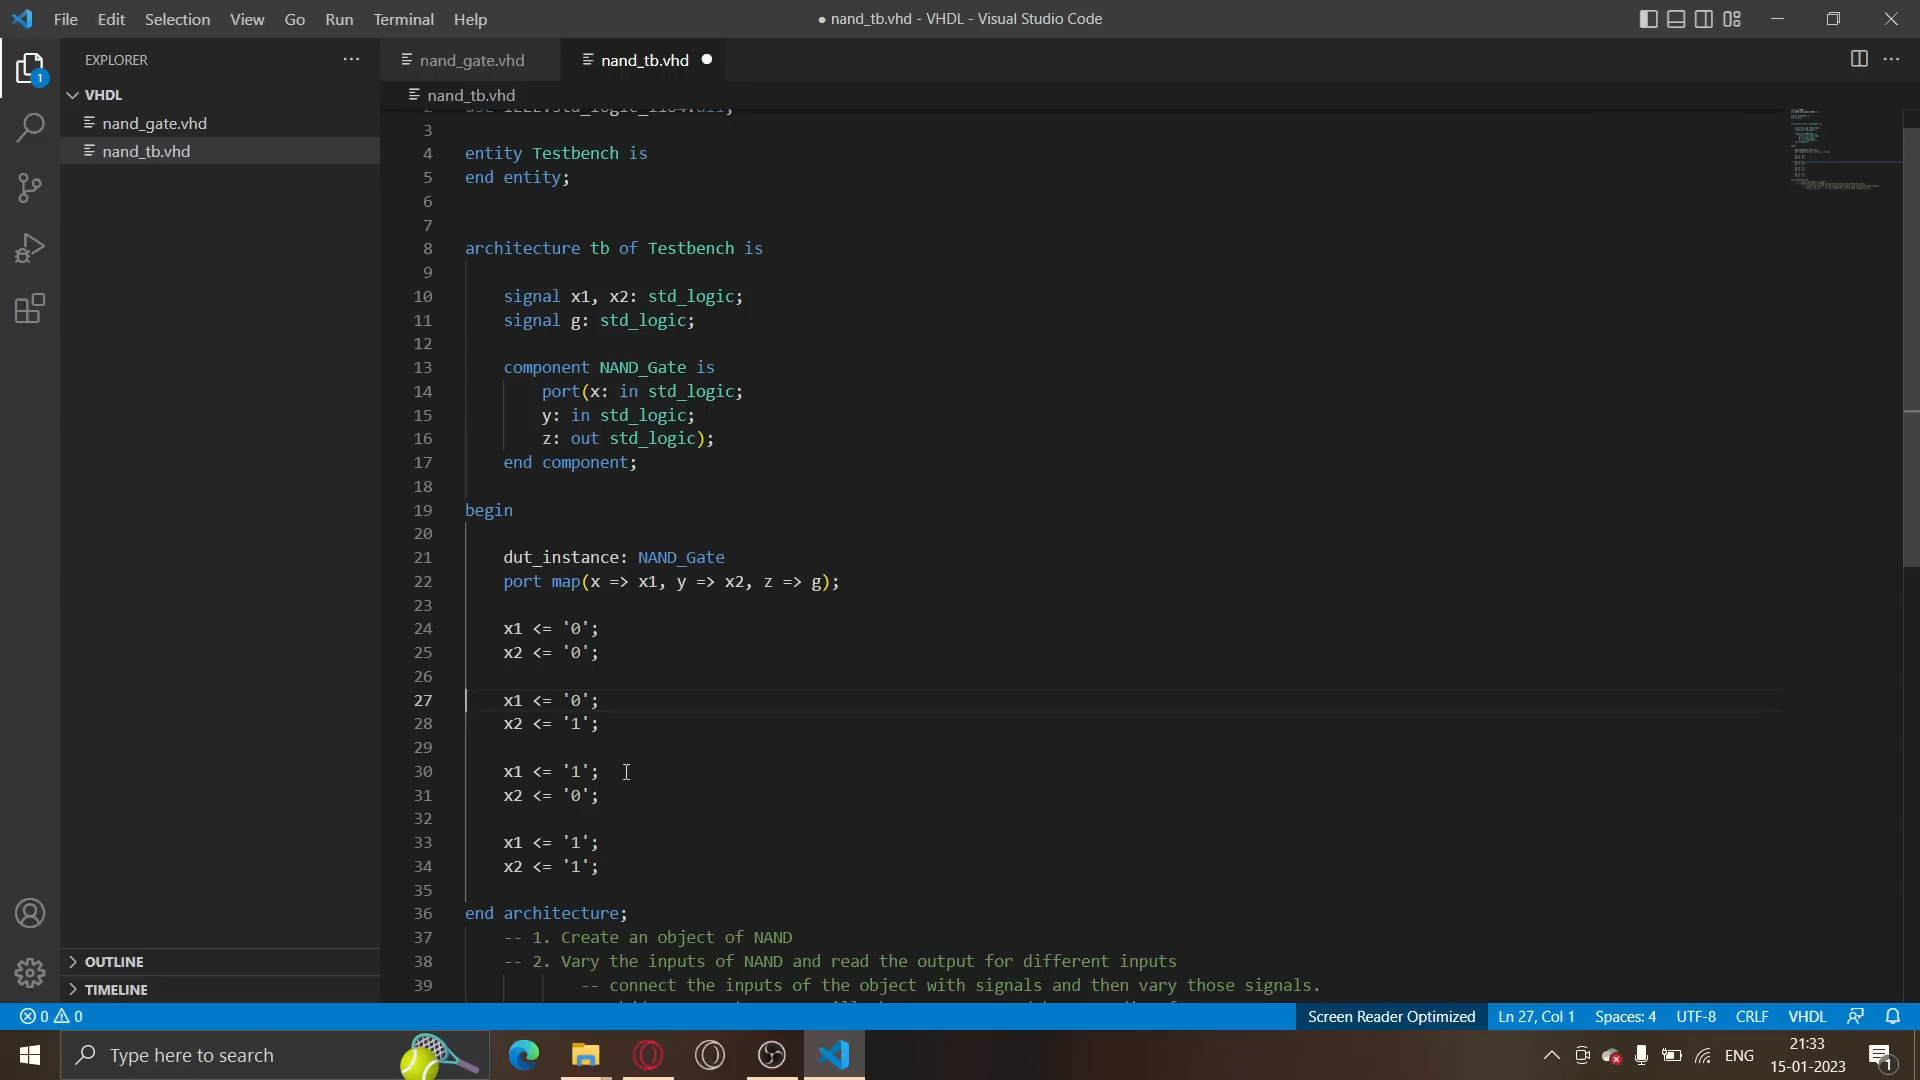 File Edit Selection View Go Run Terminal Help
● nand_tb.vhd - VHDL - Visual Studio Code
1
EXPLORER
VHDL
nand_gate.vhd
nand_tb.vhd
OUTLINE
TIMELINE
nand_gate.vhd nand_tb.vhd
nand_tb.vhd
3
4 entity Testbench is
5 end entity;
6
7
8 architecture tb of Testbench is
9
10 signal x1, x2: std_logic;
11 signal g: std_logic;
12
13 component NAND_Gate is
14 port(x: in std_logic;
15 y: in std_logic;
16 z: out std_logic);
17 end component;
18
19 begin
20
21 dut_instance: NAND_Gate
22 port map(x => x1, y => x2, z => g);
23
24 x1 <= '0';
25 x2 <= '0';
26
27 x1 <= '0';
28 x2 <= '1';
29
30 x1 <= '1';
31 x2 <= '0';
32
33 x1 <= '1';
34 x2 <= '1';
35
36 end architecture;
37 -- 1. Create an object of NAND
38 -- 2. Vary the inputs of NAND and read the output for different inputs
39 -- connect the inputs of the object with signals and then vary those signals.
0 0 Screen Reader Optimized Ln 27, Col 1 Spaces: 4 UTF-8 CRLF VHDL
Type here to search
ENG
21:33
15-01-2023
1